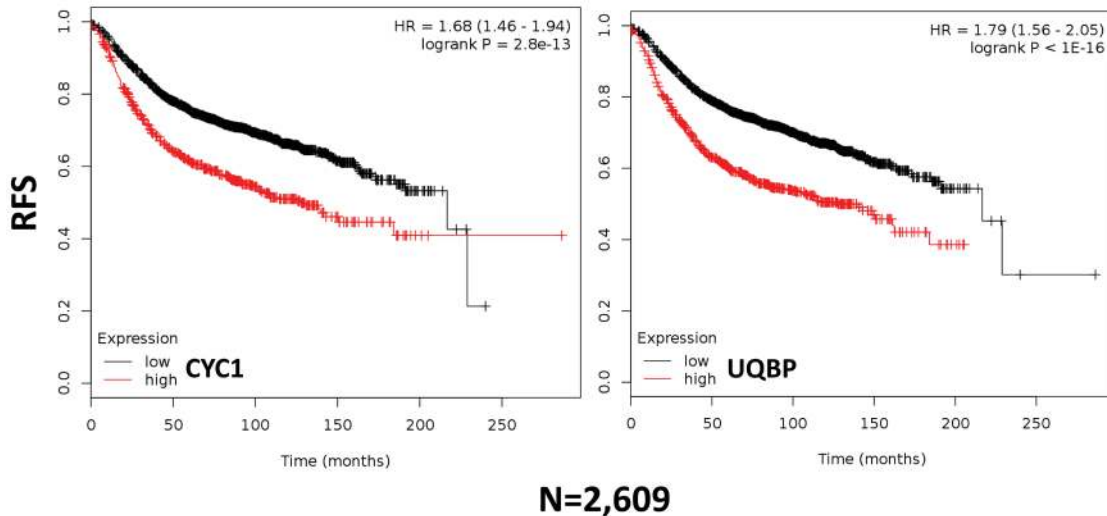 RFS
1.0
0.8
0.6
0.4
0.2
0.0
HR = 1.68 (1.46 - 1.94)
logrank P = 2.8e-13
Expression
low
high
CYC1
0 50 100 150 200 250
Time (months)
1.0
0.8
0.6
0.4
0.2
0.0
HR = 1.79 (1.56 - 2.05)
logrank P < 1E-16
Expression
low
high
UQBP
0 50 100 150 200 250
Time (months)
N=2,609